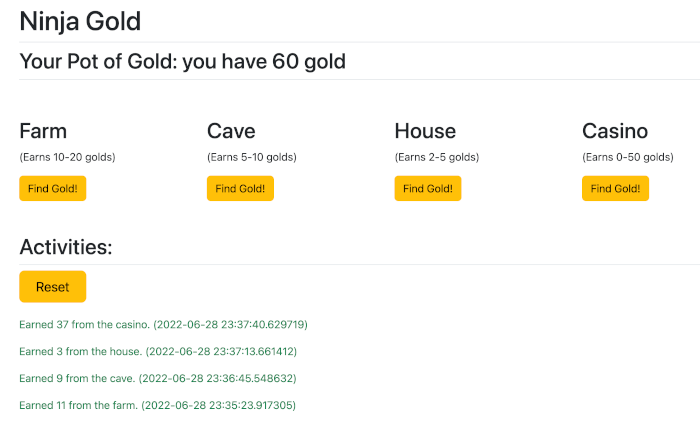 Ninja Gold
Your Pot of Gold: you have 60 gold
Farm Cave House Casino
(Earns 10-20 golds) (Earns 5-10 golds) (Earns 2-5 golds) (Earns 0-50 golds)
Find Gold! Find Gold! Find Gold! Find Gold!
Activities:
Reset
Earned 37 from the casino. (2022-06-28 23:37:40.629719)
Earned 3 from the house. (2022-06-28 23:37:13.661412)
Earned 9 from the cave. (2022-06-28 23:36:45.548632)
Earned 11 from the farm. (2022-06-28 23:35:23.917305)